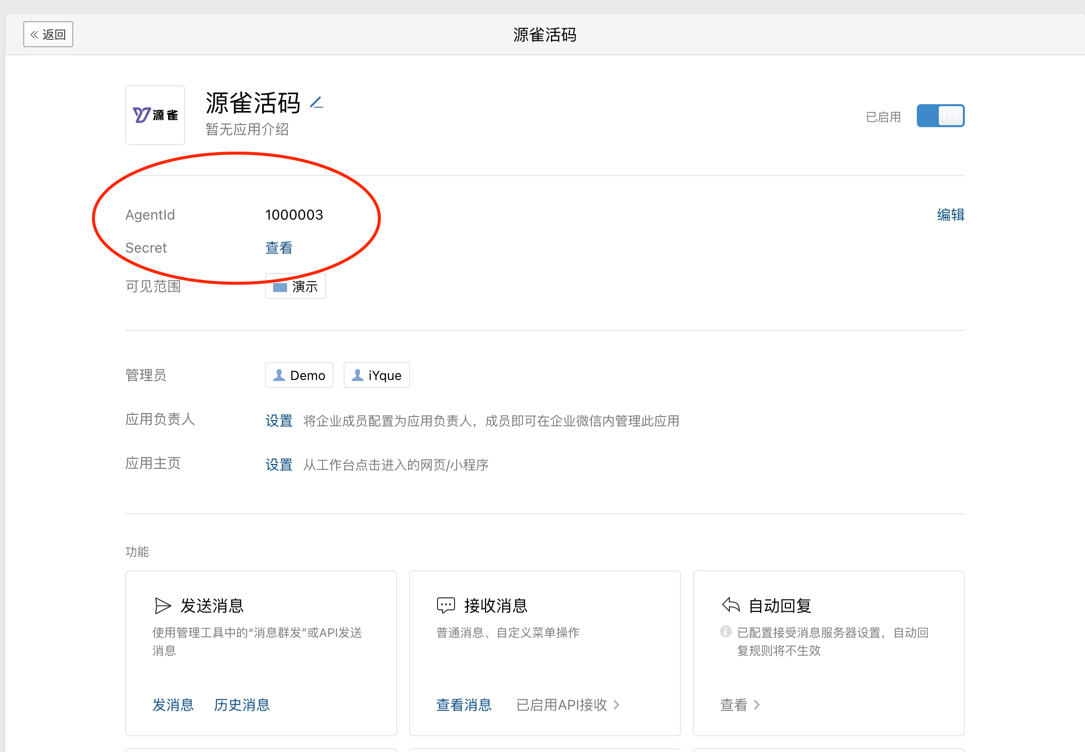 « 返回
源雀活码
源雀
源雀活码
暂无应用介绍
已启用
AgentId 1000003 编辑
Secret 查看
可见范围 演示
管理员 Demo iYque
应用负责人 设置 将企业成员配置为应用负责人，成员即可在企业微信内管理此应用
应用主页 设置 从工作台点击进入的网页/小程序
功能
发送消息
使用管理工具中的“消息群发”或API发送
消息
发消息 历史消息
接收消息
普通消息、自定义菜单操作
查看消息 已启用API接收 >
自动回复
已配置接受消息服务器设置，自动回
复规则将不生效
查看 >